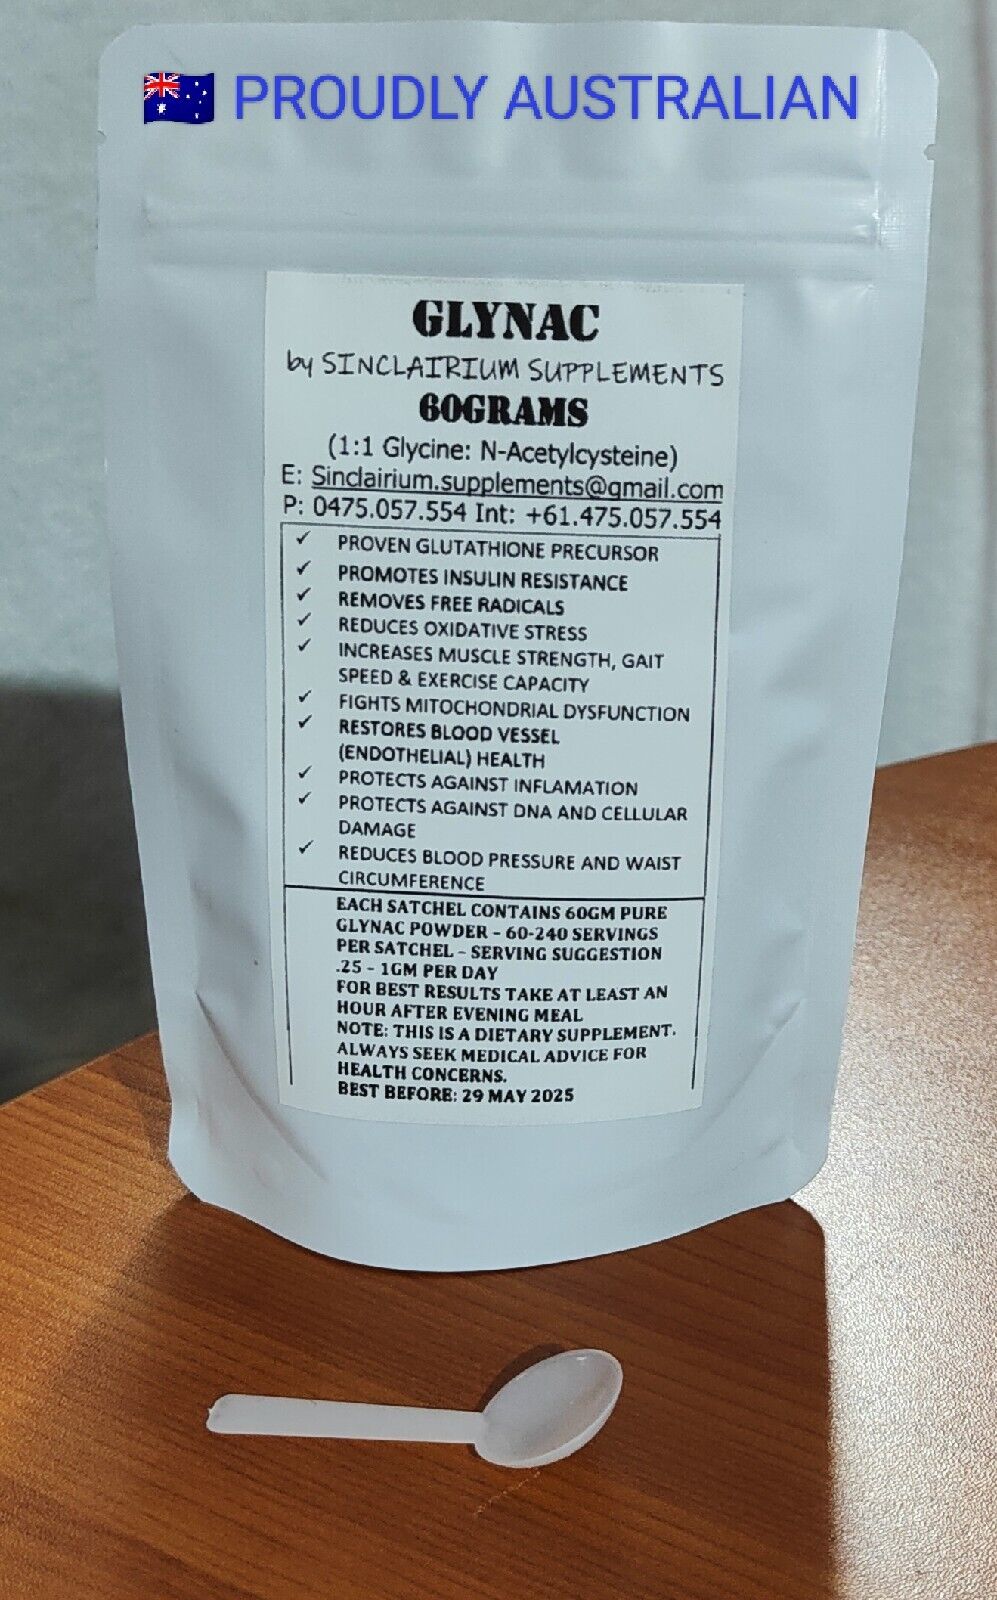 PROUDLY AUSTRALIAN
GLYNAC
by SINCLAIRIUM SUPPLEMENTS
60GRAMS
(1:1 Glycine: N-Acetylcysteine)
E: Sinclairium.supplements@gmail.com
P: 0475.057.554 Int: +61.475.057.554
✓ PROVEN GLUTATHIONE PRECURSOR
✓ PROMOTES INSULIN RESISTANCE
✓ REMOVES FREE RADICALS
✓ REDUCES OXIDATIVE STRESS
✓ INCREASES MUSCLE STRENGTH, GAIT
SPEED & EXERCISE CAPACITY
✓ FIGHTS MITOCHONDRIAL DYSFUNCTION
✓ RESTORES BLOOD VESSEL
(ENDOTHELIAL) HEALTH
✓ PROTECTS AGAINST INFLAMATION
✓ PROTECTS AGAINST DNA AND CELLULAR
DAMAGE
✓ REDUCES BLOOD PRESSURE AND WAIST
CIRCUMFERENCE
EACH SATCHEL CONTAINS 60GM PURE
GLYNAC POWDER - 60-240 SERVINGS
PER SATCHEL - SERVING SUGGESTION
.25 - 1GM PER DAY
FOR BEST RESULTS TAKE AT LEAST AN
HOUR AFTER EVENING MEAL
NOTE: THIS IS A DIETARY SUPPLEMENT.
ALWAYS SEEK MEDICAL ADVICE FOR
HEALTH CONCERNS.
BEST BEFORE: 29 MAY 2025